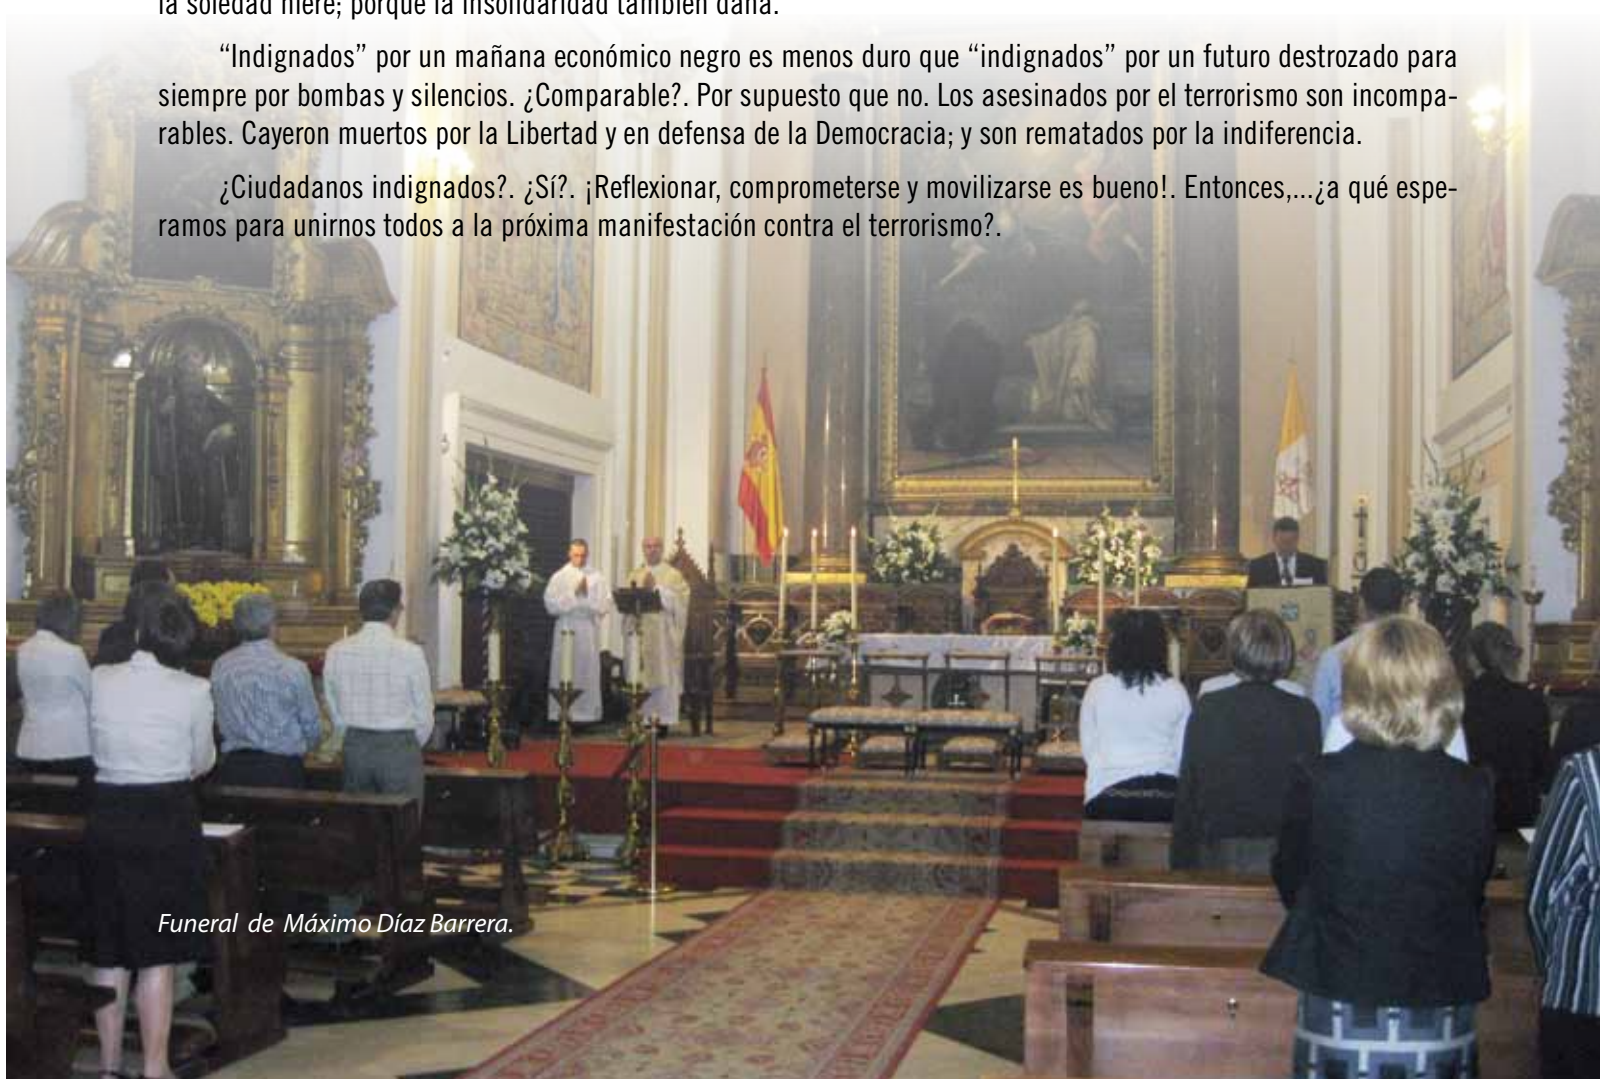 la soledad hiere; porque la insolidaridad también daña.
“Indignados” por un mañana económico negro es menos duro que “indignados” por un futuro destrozado para
siempre por bombas y silencios. ¿Comparable?. Por supuesto que no. Los asesinados por el terrorismo son incompa-
rables. Cayeron muertos por la Libertad y en defensa de la Democracia; y son rematados por la indiferencia.
¿Ciudadanos indignados?. ¿Sí?. ¡Reflexionar, comprometerse y movilizarse es bueno!. Entonces,...¿a qué espe-
ramos para unirnos todos a la próxima manifestación contra el terrorismo?.
Funeral de Máximo Díaz Barrera.